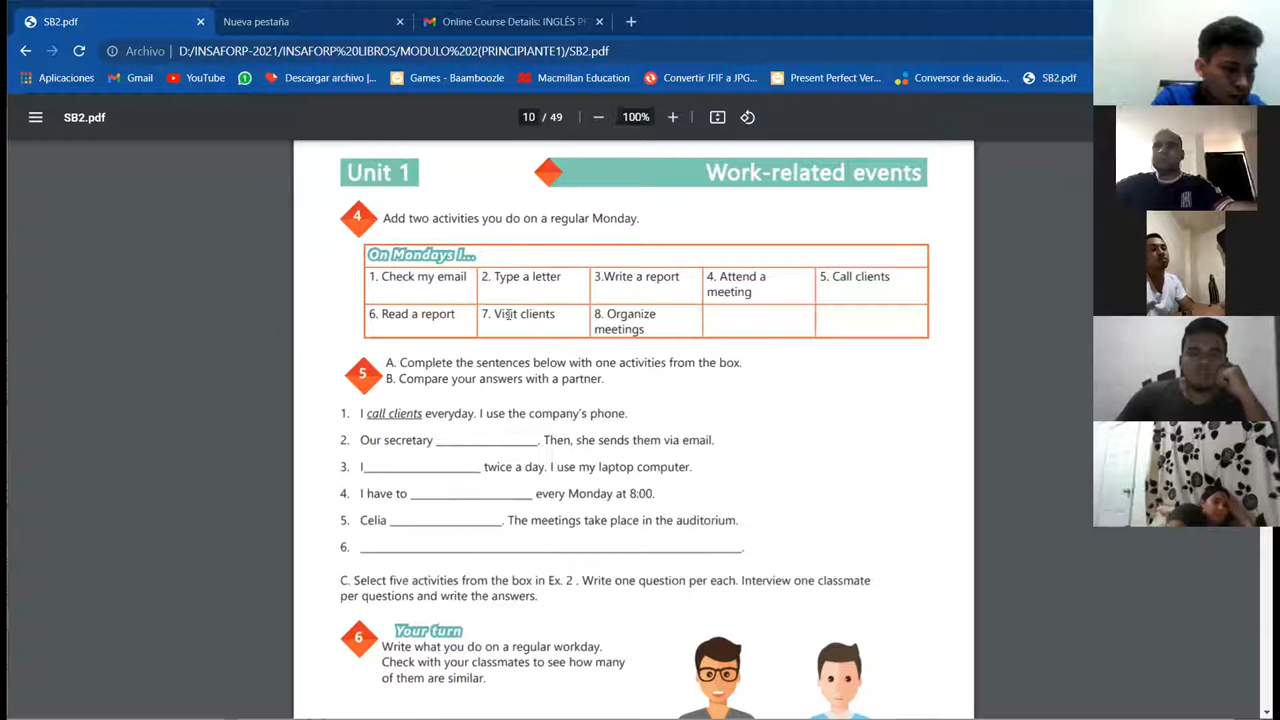 SB2.pdf
Nueva pestaña
Online Course Details: INGLÉS PF
Archivo D:/INSAFORP-2021/INSAFORP%20LIBROS/MODULO%202(PRINCIPIANTE1)/SB2.pdf
Aplicaciones Gmail YouTube Descargar archivo |... Games - Baamboozle Macmillan Education Convertir JFIF a JPG... Present Perfect Ver... Conversor de audio... SB2.pdf
SB2.pdf
10 / 49
100%
Unit 1
Work-related events
4 Add two activities you do on a regular Monday.
On Mondays I...
1. Check my email 2. Type a letter 3.Write a report 4. Attend a meeting 5. Call clients
6. Read a report 7. Visit clients 8. Organize meetings
5 A. Complete the sentences below with one activities from the box.
B. Compare your answers with a partner.
1. I call clients everyday. I use the company's phone.
2. Our secretary _________________. Then, she sends them via email.
3. I____________________ twice a day. I use my laptop computer.
4. I have to ____________________ every Monday at 8:00.
5. Celia ___________________. The meetings take place in the auditorium.
6. ________________________________________________________________.
C. Select five activities from the box in Ex. 2 . Write one question per each. Interview one classmate
per questions and write the answers.
6 Your turn
Write what you do on a regular workday.
Check with your classmates to see how many
of them are similar.